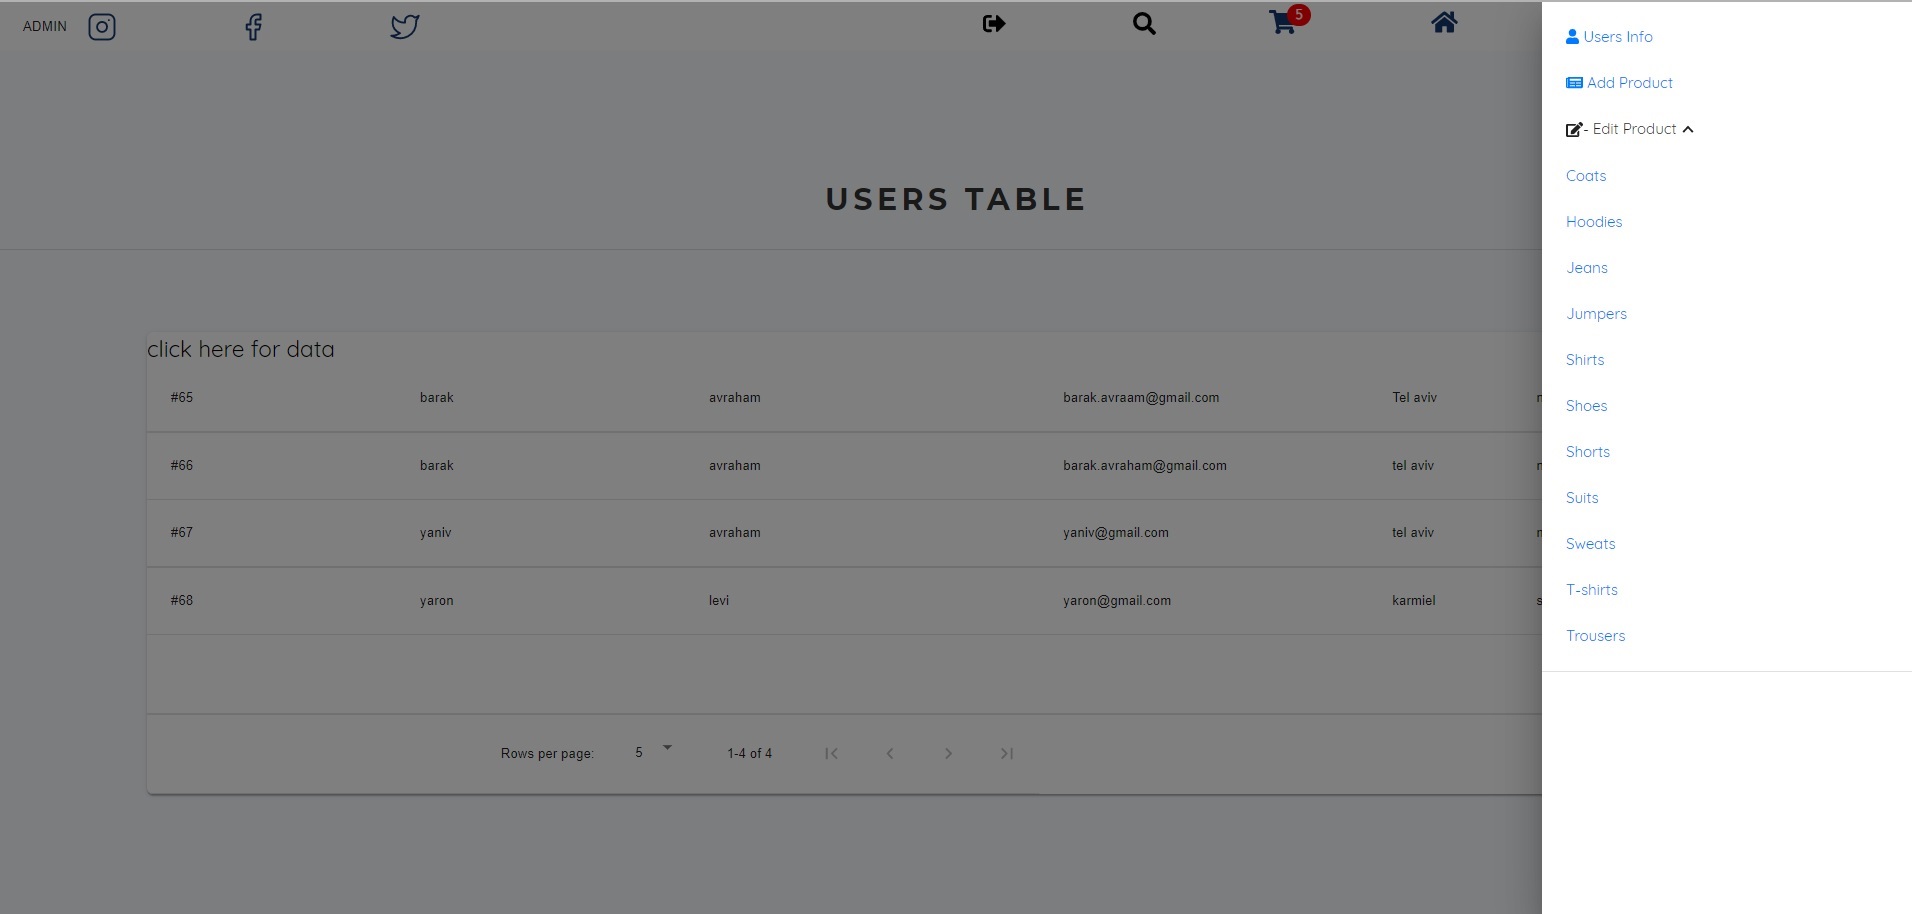 ADMIN
5
USERS TABLE
click here for data
#65 barak avraham barak.avraam@gmail.com Tel aviv
#66 barak avraham barak.avraham@gmail.com tel aviv
#67 yaniv avraham yaniv@gmail.com tel aviv
#68 yaron levi yaron@gmail.com karmiel
Rows per page: 5 1-4 of 4
Users Info
Add Product
- Edit Product
Coats
Hoodies
Jeans
Jumpers
Shirts
Shoes
Shorts
Suits
Sweats
T-shirts
Trousers